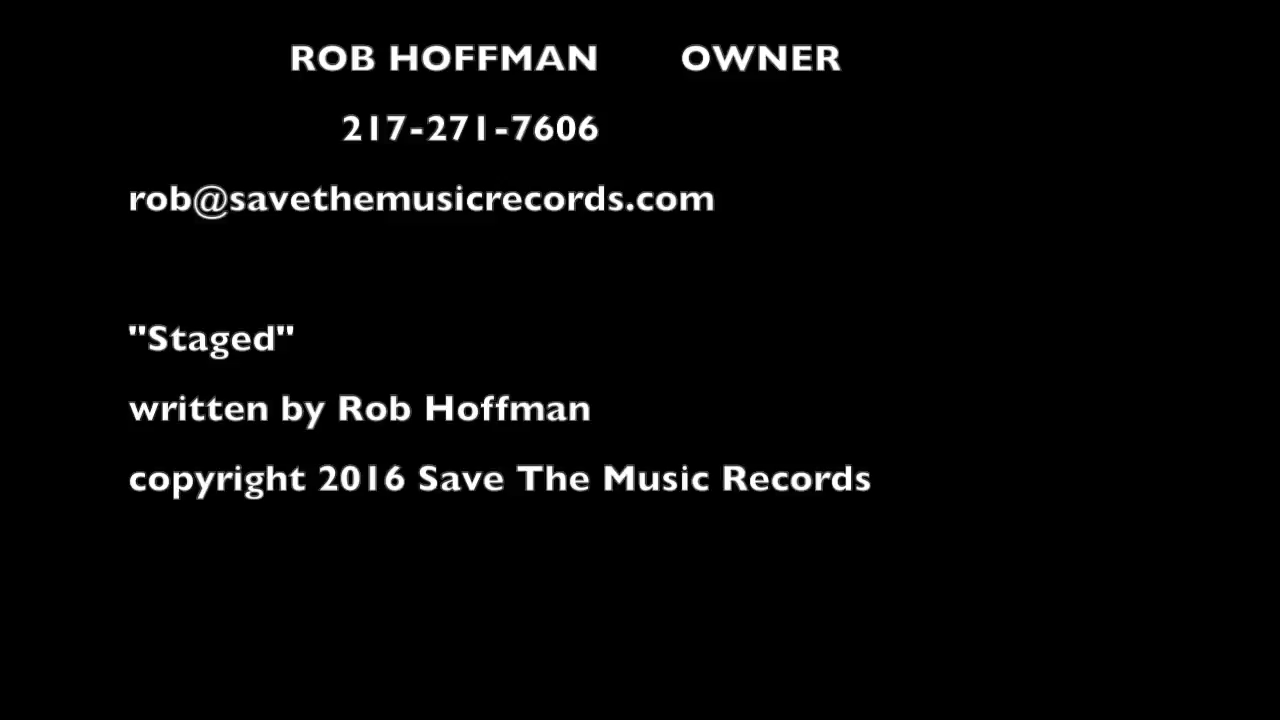 ROB HOFFMAN OWNER
217-271-7606
rob@savethemusicrecords.com
"Staged"
written by Rob Hoffman
copyright 2016 Save The Music Records